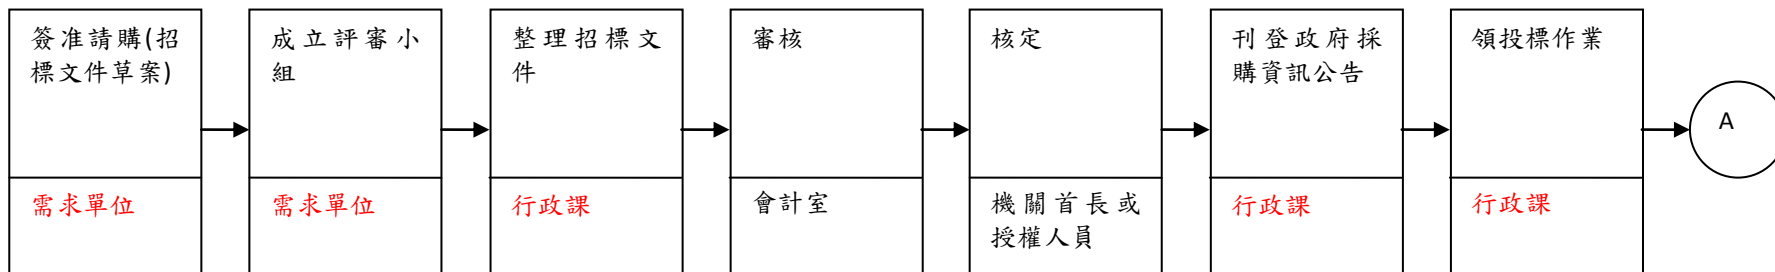 簽准請購(招
標文件草案)
需求單位
成立評審小
組
需求單位
整理招標文
件
行政課
審核
會計室
核定
機關首長或
授權人員
刊登政府採
購資訊公告
行政課
領投標作業
行政課
A